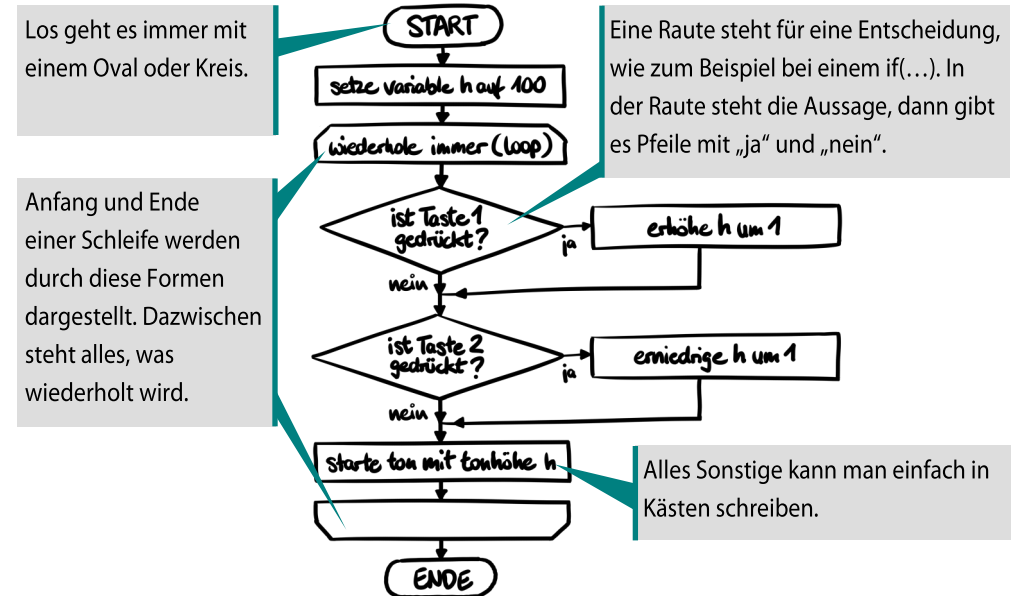 Los geht es immer mit
einem Oval oder Kreis.
START
Eine Raute steht für eine Entscheidung,
wie zum Beispiel bei einem if(...). In
der Raute steht die Aussage, dann gibt
es Pfeile mit „ja“ und „nein“.
setze variable h auf 100
wiederhole immer (loop)
Anfang und Ende
einer Schleife werden
durch diese Formen
dargestellt. Dazwischen
steht alles, was
wiederholt wird.
ist Taste 1
gedrückt?
ja
erhöhe h um 1
nein
ist Taste 2
gedrückt?
ja
erniedrige h um 1
nein
starte ton mit tonhöhe h
Alles Sonstige kann man einfach in
Kästen schreiben.
ENDE